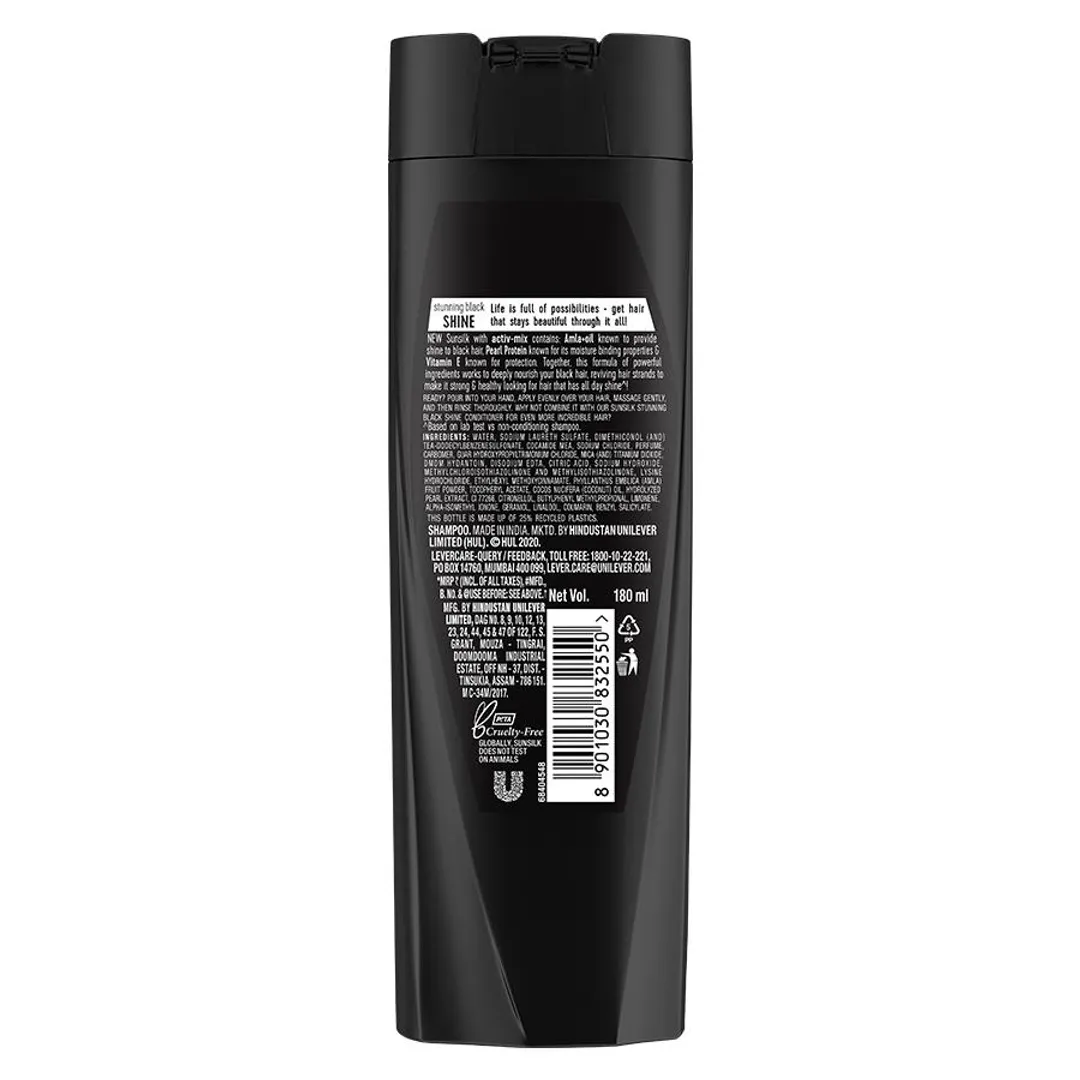 stunning black
SHINE
Life is full of possibilities - get hair
that stays beautiful through it all!
NEW Sunsilk with activ-mix contains: Amla+oil known to provide
shine to black hair, Pearl Protein known for its moisture binding properties &
Vitamin E known for protection. Together, this formula of powerful
ingredients works to deeply nourish your black hair, reviving hair strands to
make it strong & healthy looking for hair that has all day shine^!
READY? POUR INTO YOUR HAND, APPLY EVENLY OVER YOUR HAIR, MASSAGE GENTLY,
AND THEN RINSE THOROUGHLY. WHY NOT COMBINE IT WITH OUR SUNSILK STUNNING
BLACK SHINE CONDITIONER FOR EVEN MORE INCREDIBLE HAIR?
^Based on lab test vs non-conditioning shampoo.
INGREDIENTS: WATER, SODIUM LAURETH SULFATE, DIMETHICONOL (AND)
TEA-DODECYLBENZENESULFONATE, COCAMIDE MEA, SODIUM CHLORIDE, PERFUME,
CARBOMER, GUAR HYDROXYPROPYLTRIMONIUM CHLORIDE, MICA (AND) TITANIUM DIOXIDE,
DMDM HYDANTOIN, DISODIUM EDTA, CITRIC ACID, SODIUM HYDROXIDE,
METHYLCHLOROISOTHIAZOLINONE AND METHYLISOTHIAZOLINONE, LYSINE
HYDROCHLORIDE, ETHYLHEXYL METHOXYCINNAMATE, PHYLLANTHUS EMBLICA (AMLA)
FRUIT POWDER, TOCOPHERYL ACETATE, COCOS NUCIFERA (COCONUT) OIL, HYDROLYZED
PEARL EXTRACT, CI 77266, CITRONELLOL, BUTYLPHENYL METHYLPROPIONAL, LIMONENE,
ALPHA-ISOMETHYL IONONE, GERANIOL, LINALOOL, COUMARIN, BENZYL SALICYLATE.
THIS BOTTLE IS MADE UP OF 25% RECYCLED PLASTICS.
SHAMPOO. MADE IN INDIA. MKTD. BY HINDUSTAN UNILEVER
LIMITED (HUL). © HUL 2020.
LEVERCARE-QUERY / FEEDBACK, TOLL FREE: 1800-10-22-221,
PO BOX 14760, MUMBAI 400 099, LEVER.CARE@UNILEVER.COM
*MRP ₹ (INCL. OF ALL TAXES), #MFD.,
B. NO. & @USE BEFORE: SEE ABOVE.
Net Vol. 180 ml
MFG. BY HINDUSTAN UNILEVER
LIMITED, DAG NO. 8, 9, 10, 12, 13,
23, 24, 44, 45 & 47 OF 122, F. S.
GRANT, MOUZA - TINGRAI,
DOOMDOOMA INDUSTRIAL
ESTATE, OFF NH - 37, DIST. -
TINSUKIA, ASSAM - 786 151.
M C-34M/2017.
PETA
Cruelty-Free
GLOBALLY, SUNSILK
DOES NOT TEST
ON ANIMALS
68404548
8 901030 832550 >
5
PP